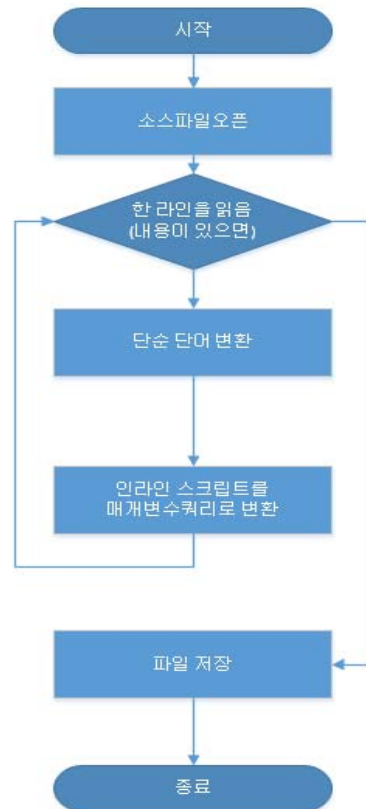 시작
소스파일오픈
한 라인을 읽음
(내용이 있으면)
단순 단어 변환
인라인 스크립트를
매개변수쿼리로 변환
파일 저장
종료